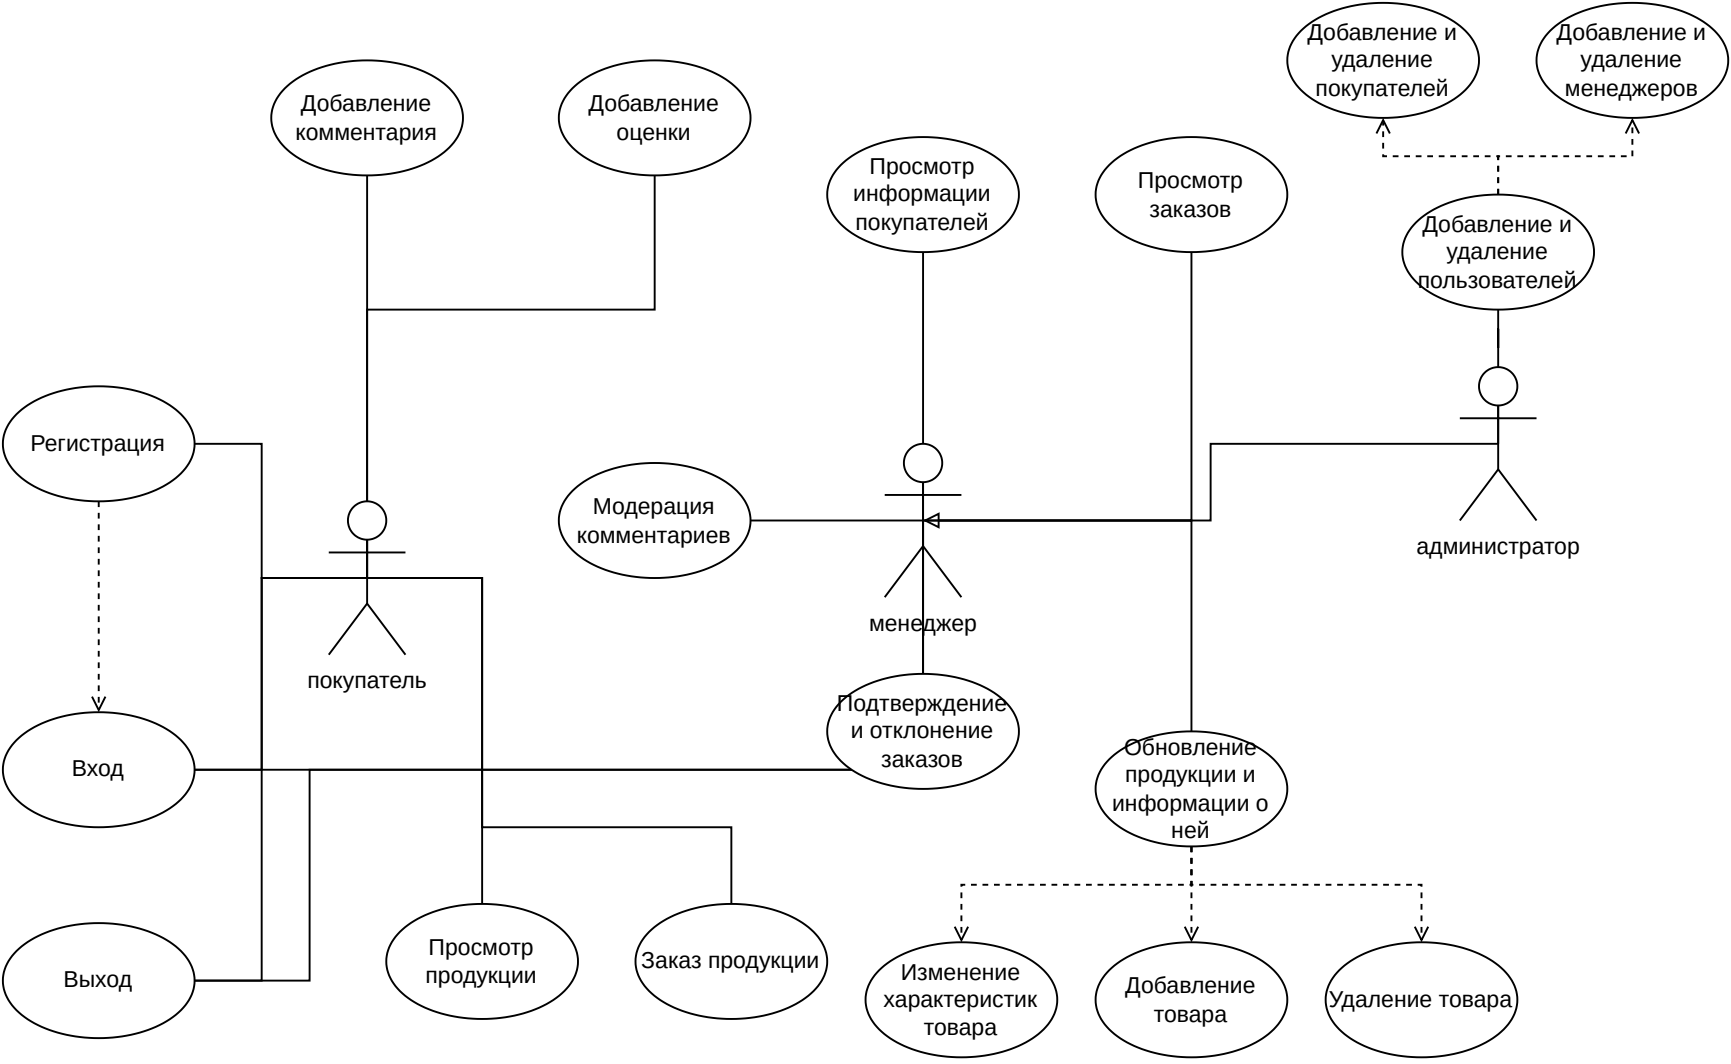 Добавление и
удаление
покупателей
Добавление и
удаление
менеджеров
Добавление
комментария
Добавление
оценки
Просмотр
информации
покупателей
Просмотр
заказов
Добавление и
удаление
пользователей
Регистрация
Модерация
комментариев
администратор
менеджер
покупатель
Подтверждение
и отклонение
заказов
Вход
Обновление
продукции и
информации о
ней
Выход
Просмотр
продукции
Заказ продукции
Изменение
характеристик
товара
Добавление
товара
Удаление товара